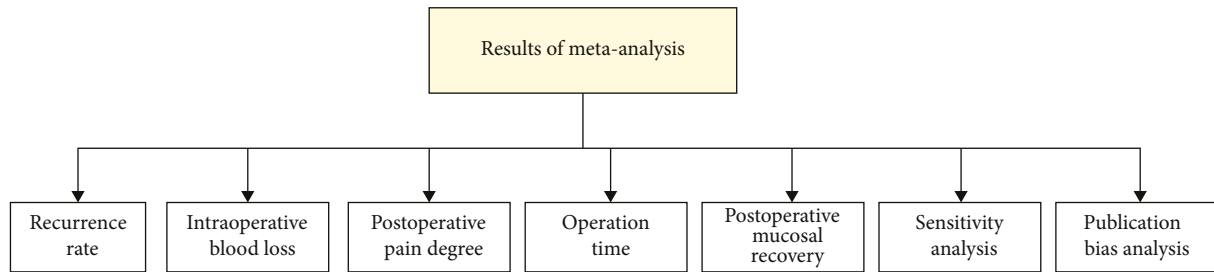 Results of meta-analysis
Recurrence
rate
Intraoperative
blood loss
Postoperative
pain degree
Operation
time
Postoperative
mucosal
recovery
Sensitivity
analysis
Publication
bias analysis